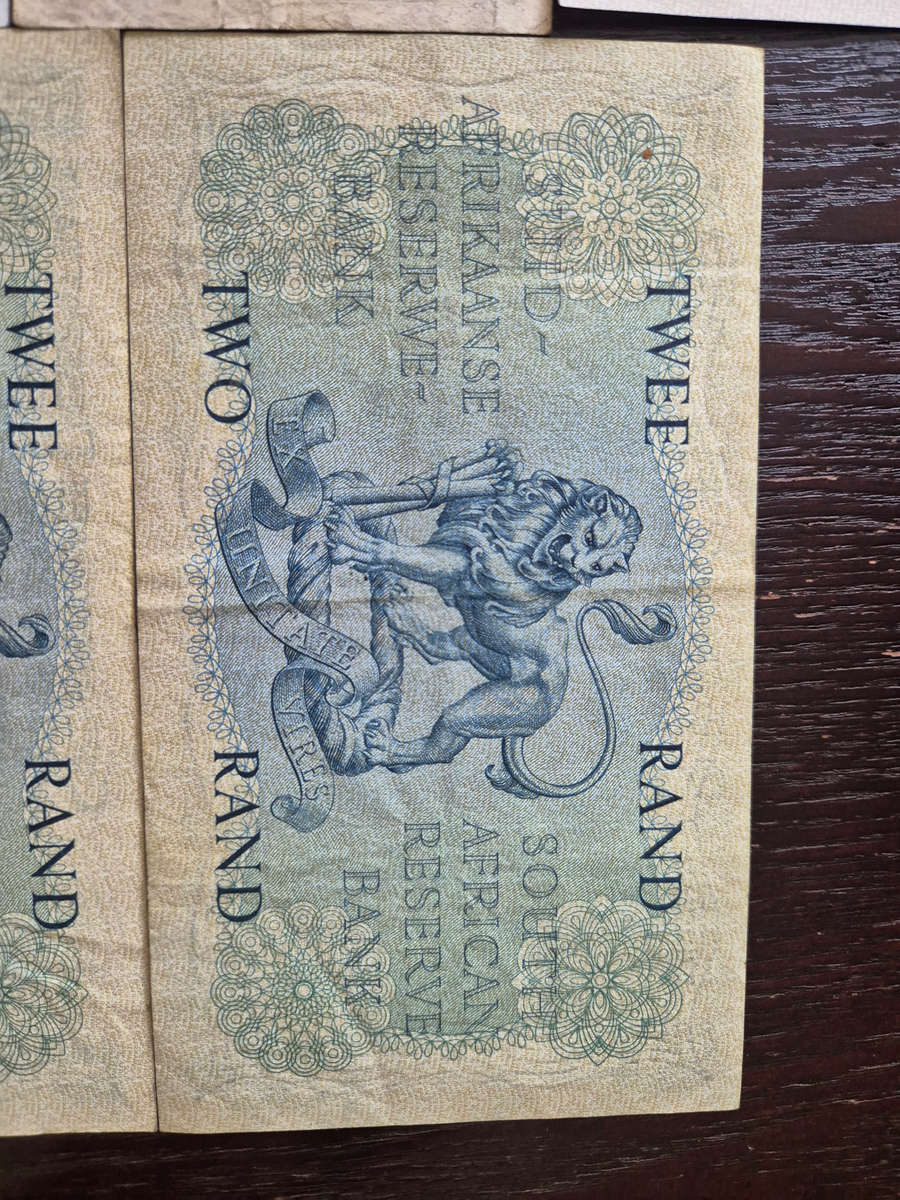 TWEE RAND
SUID-
AFRIKAANSE
RESERWE-
BANK
SOUTH
AFRICAN
RESERVE
BANK
EX UNITATE VIRES
TWO RAND
TWEE RAND